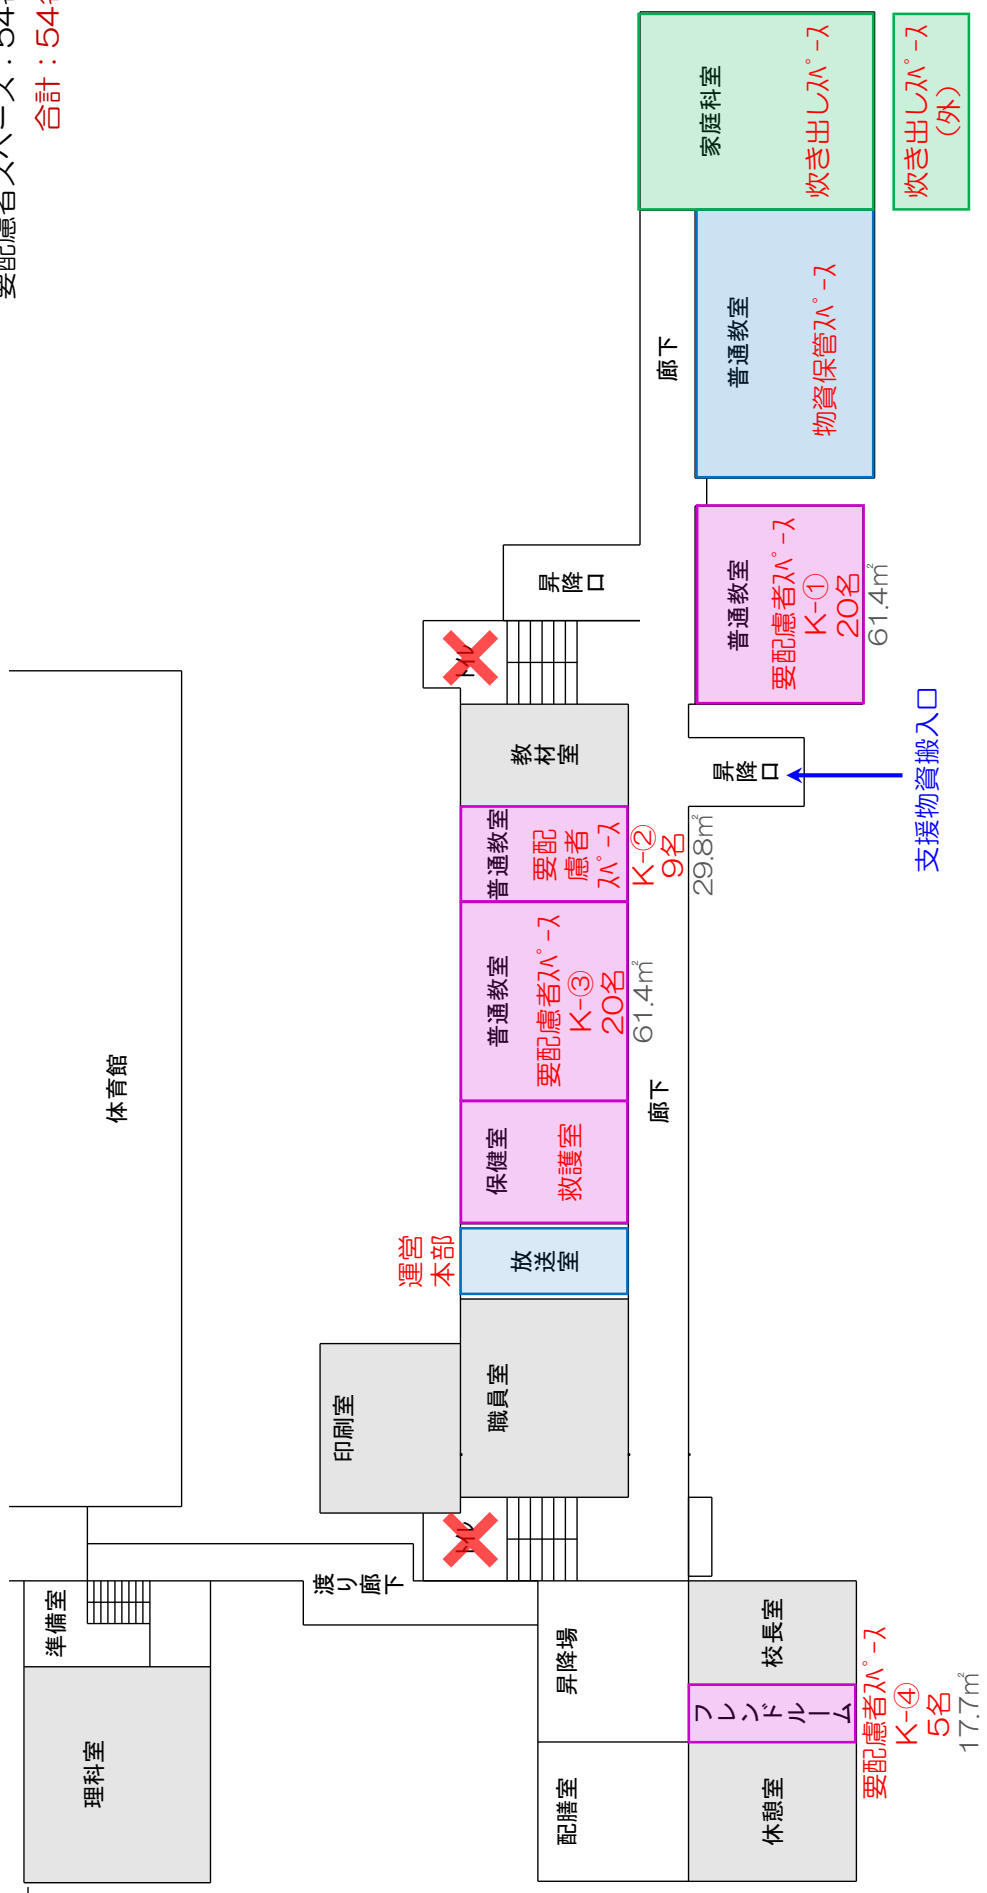 要配慮者スペース：54
合計：54
家庭科室
炊き出しｽﾍﾟｰｽ
炊き出しｽﾍﾟｰｽ
（外）
普通教室
物資保管ｽﾍﾟｰｽ
廊下
昇降口
普通教室
要配慮者ｽﾍﾟｰｽ
K-①
20名
61.4㎡
ﾄｲﾚ
教材室
昇降口
支援物資搬入口
普通教室
要配
慮者
ｽﾍﾟｰｽ
K-②
9名
29.8㎡
普通教室
要配慮者ｽﾍﾟｰｽ
K-③
20名
61.4㎡
体育館
廊下
保健室
救護室
運営
本部
放送室
職員室
印刷室
ﾄｲﾚ
渡り廊下
準備室
理科室
昇降場
配膳室
校長室
フレンドルーム
休憩室
要配慮者ｽﾍﾟｰｽ
K-④
5名
17.7㎡